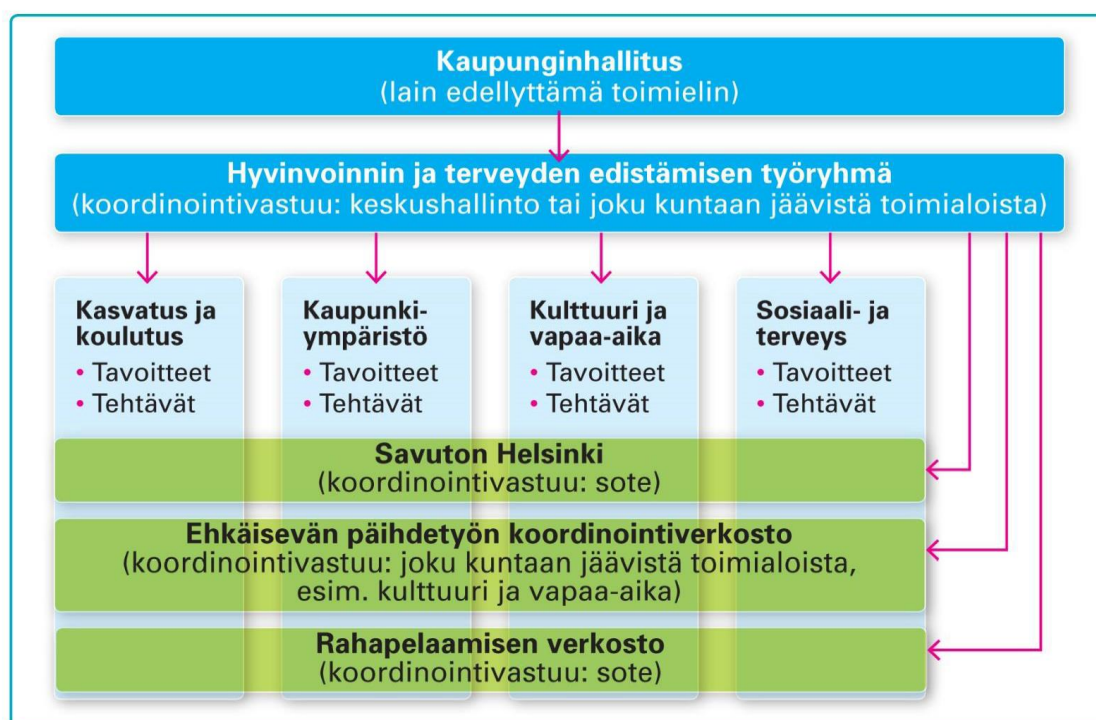 Kaupunginhallitus
(lain edellyttämä toimielin)
Hyvinvoinnin ja terveyden edistämisen työryhmä
(koordinointivastuu: keskushallinto tai joku kuntaan jäävistä toimialoista)
Kasvatus ja
koulutus
• Tavoitteet
• Tehtävät
Kaupunki-
ympäristö
• Tavoitteet
• Tehtävät
Kulttuuri ja
vapaa-aika
• Tavoitteet
• Tehtävät
Sosiaali- ja
terveys
• Tavoitteet
• Tehtävät
Savuton Helsinki
(koordinointivastuu: sote)
Ehkäisevän päihdetyön koordinointiverkosto
(koordinointivastuu: joku kuntaan jäävistä toimialoista,
esim. kulttuuri ja vapaa-aika)
Rahapelaamisen verkosto
(koordinointivastuu: sote)